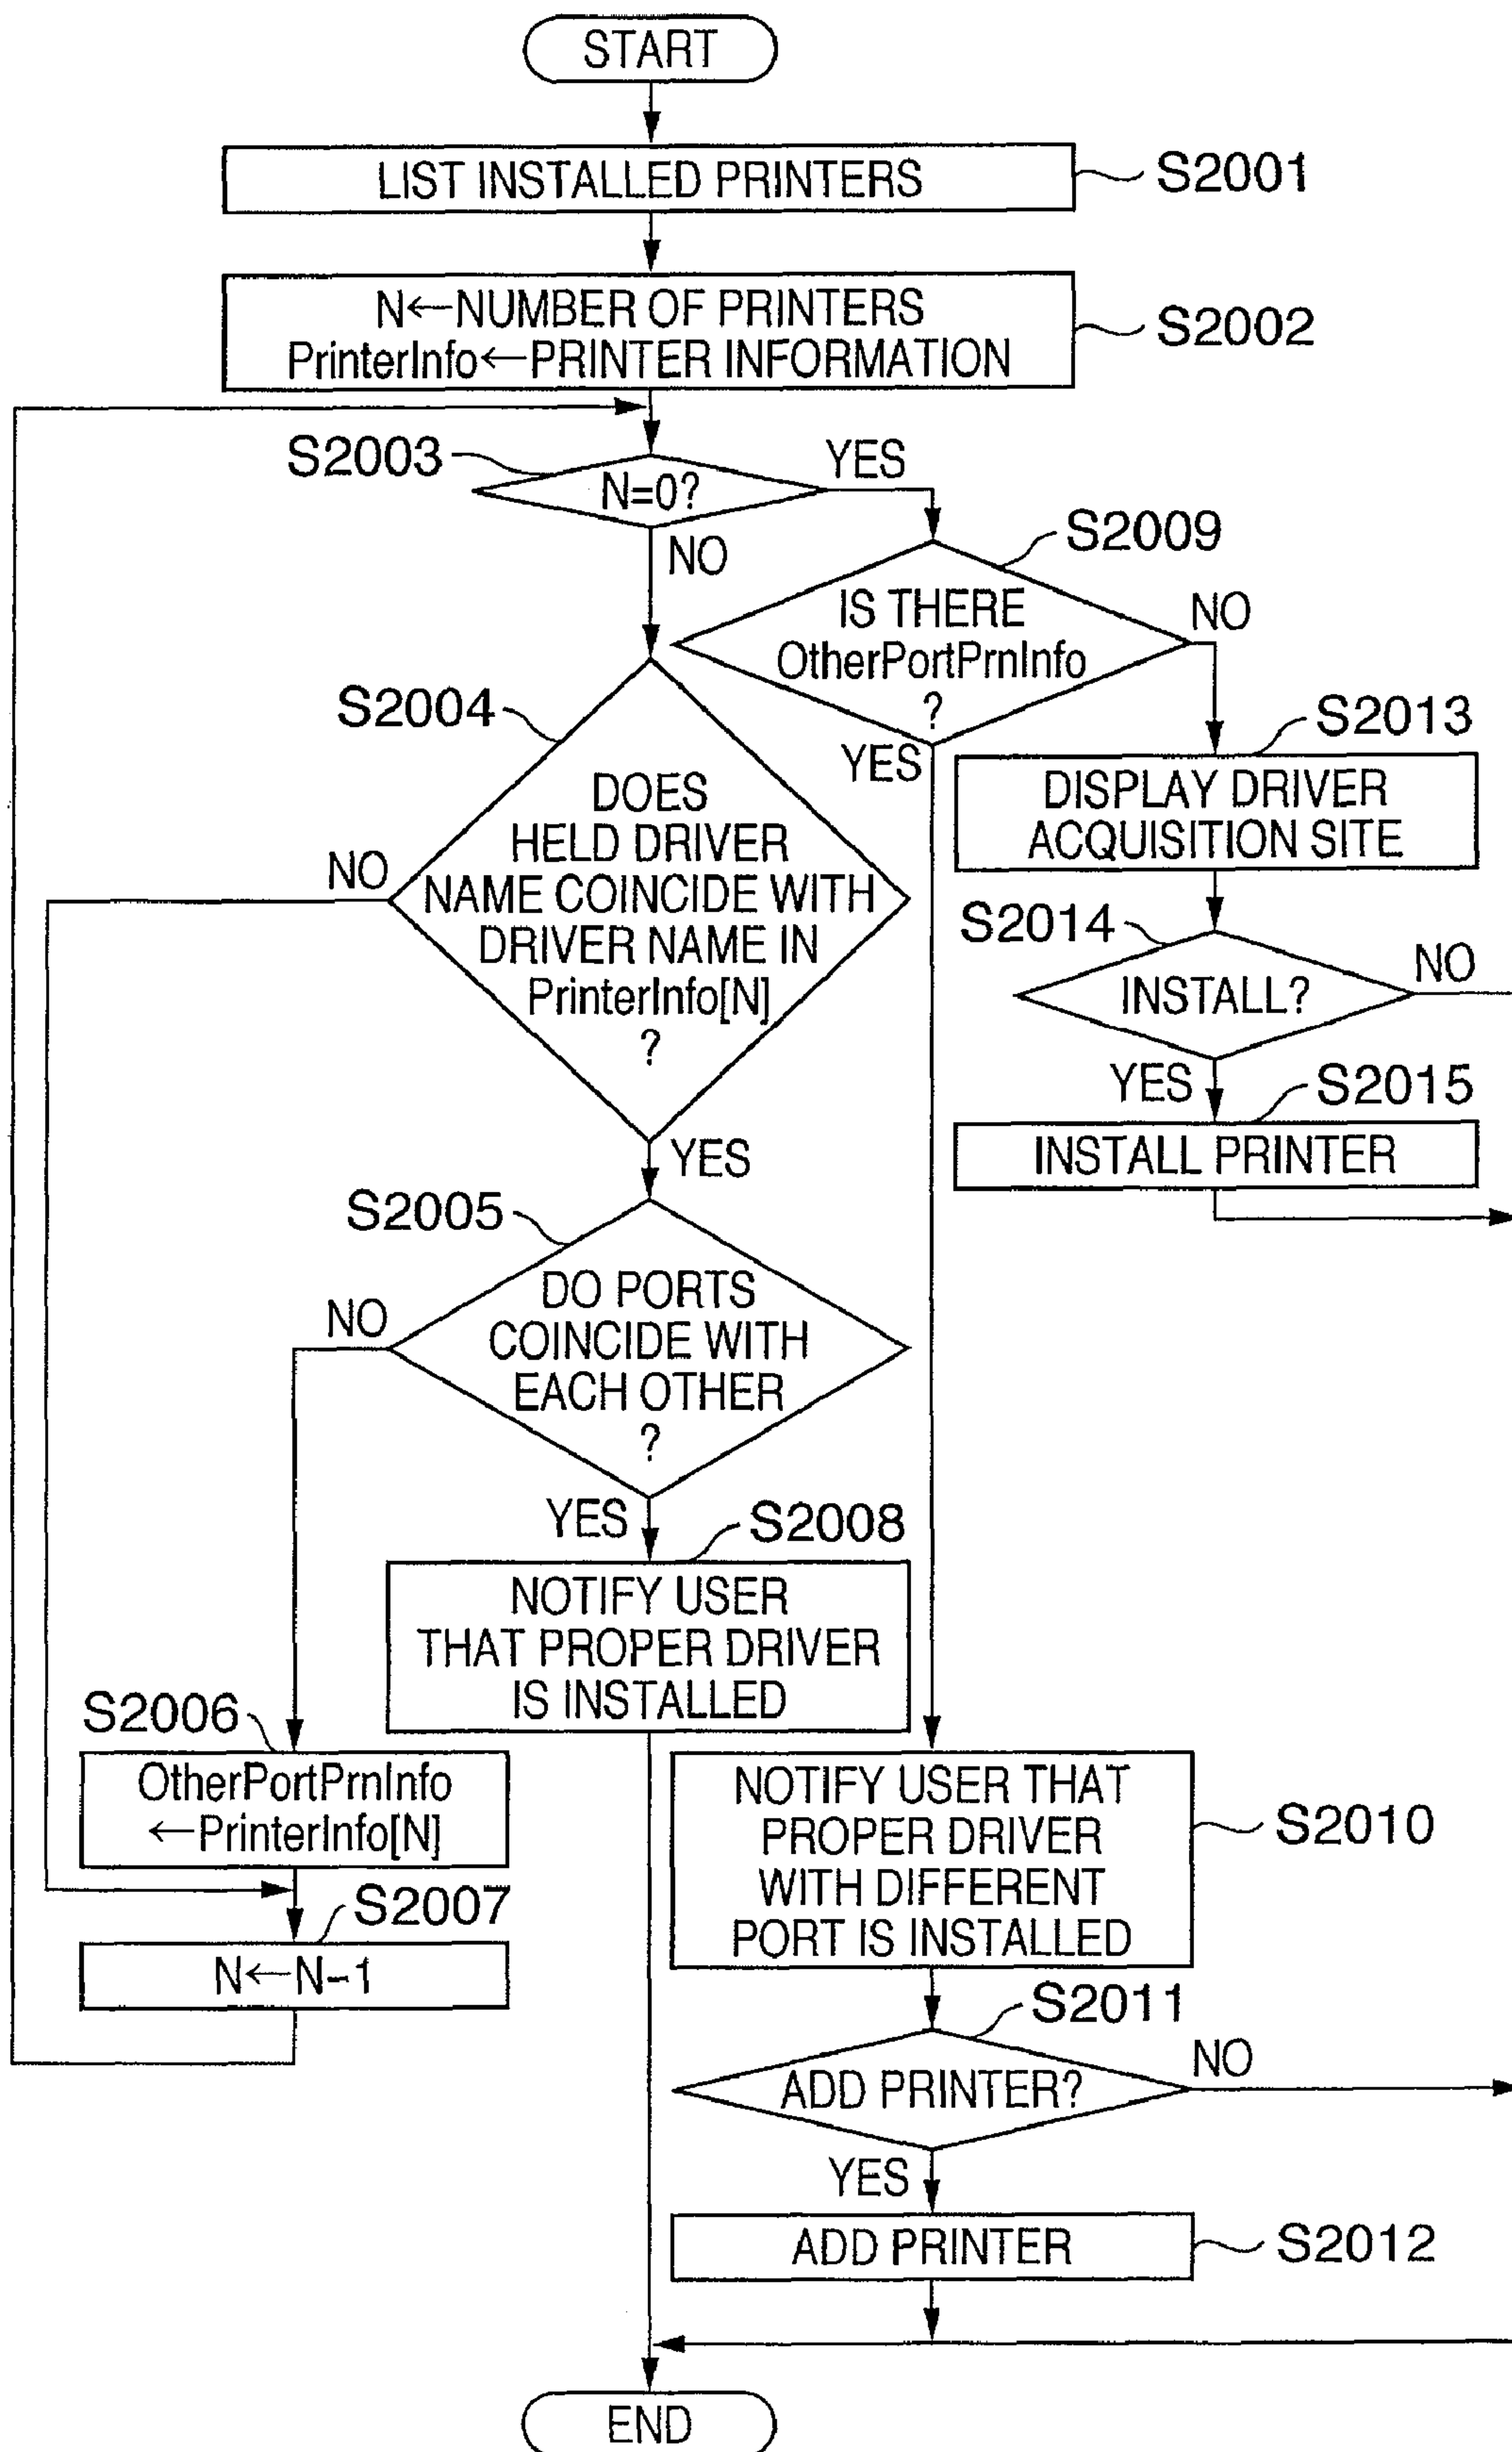 START
LIST INSTALLED PRINTERS
S2001
N←NUMBER OF PRINTERS
PrinterInfo←PRINTER INFORMATION
S2002
S2003
N=0?
YES
NO
S2009
IS THERE
OtherPortPrnInfo
?
NO
YES
S2004
DOES
HELD DRIVER
NAME COINCIDE WITH
DRIVER NAME IN
PrinterInfo[N]
?
NO
YES
S2013
DISPLAY DRIVER
ACQUISITION SITE
S2014
INSTALL?
NO
YES
S2015
INSTALL PRINTER
S2005
DO PORTS
COINCIDE WITH
EACH OTHER
?
NO
YES
S2008
NOTIFY USER
THAT PROPER DRIVER
IS INSTALLED
S2006
OtherPortPrnInfo
←PrinterInfo[N]
S2007
N←N-1
NOTIFY USER THAT
PROPER DRIVER
WITH DIFFERENT
PORT IS INSTALLED
S2010
S2011
ADD PRINTER?
NO
YES
ADD PRINTER
S2012
END